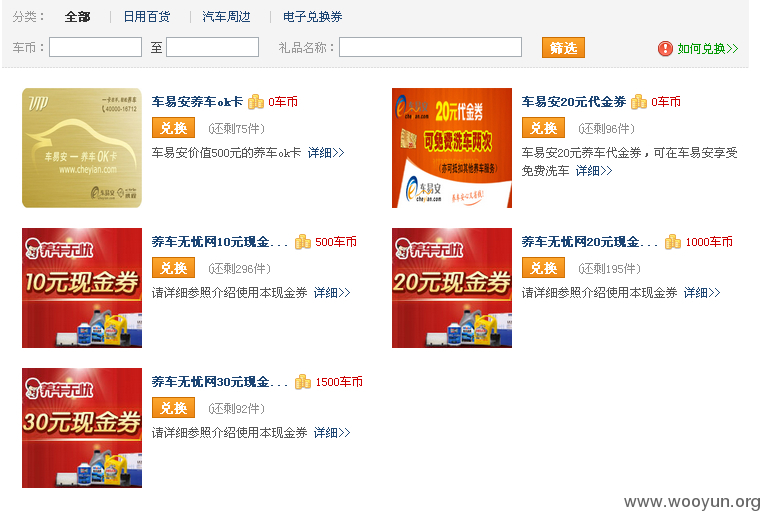 分类： 全部 日用百货 汽车周边 电子兑换券
车币： 至 礼品名称： 筛选 如何兑换>>
VIP
40000-16712
车易安 — 养车OK卡
www.cheyian.com
车易安
车易安养车ok卡 0车币
兑换 (还剩75件)
车易安价值500元的养车ok卡 详细>>
20元代金券
可免费洗车两次
(亦可抵扣其他养车服务)
车易安
cheyian.com
车易安20元代金券 0车币
兑换 (还剩96件)
车易安20元养车代金券，可在车易安享受
免费洗车 详细>>
养车无忧
10元现金券
养车无忧网10元现金... 500车币
兑换 (还剩296件)
请详细参照介绍使用本现金券 详细>>
养车无忧
20元现金券
养车无忧网20元现金... 1000车币
兑换 (还剩195件)
请详细参照介绍使用本现金券 详细>>
养车无忧
30元现金券
养车无忧网30元现金... 1500车币
兑换 (还剩92件)
请详细参照介绍使用本现金券 详细>>
www.wooyun.org